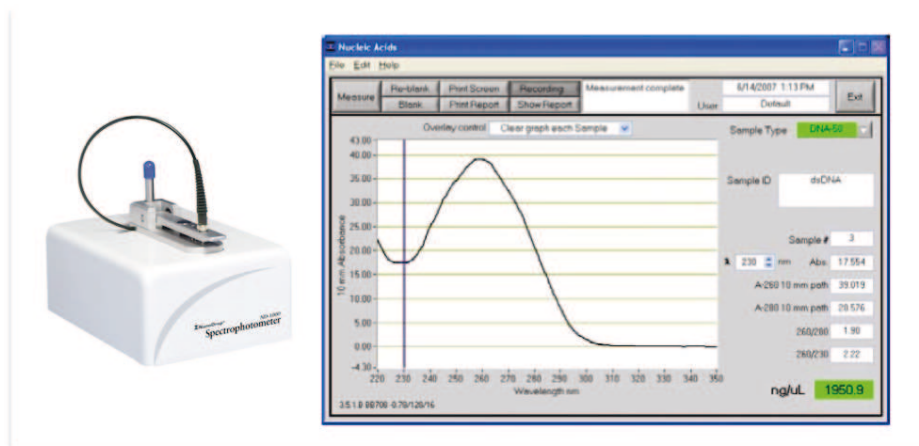 NanoDrop®
ND-1000
Spectrophotometer
Nucleic Acids
File Edit Help
Measure
Re-blank Print Screen Recording Measurement complete 6/14/2007 1:13 PM
Blank Print Report Show Report User Default Exit
Overlay control Clear graph each Sample Sample Type DNA-50
43.00
40.00
35.00
30.00
25.00
20.00
15.00
10.00
5.00
0.00
-4.30
10 mm Absorbance
220 230 240 250 260 270 280 290 300 310 320 330 340 350
Wavelength nm
Sample ID dsDNA
Sample # 3
λ 230 nm Abs. 17.554
A-260 10 mm path 39.019
A-280 10 mm path 20.576
260/280 1.90
260/230 2.22
ng/uL 1950.9